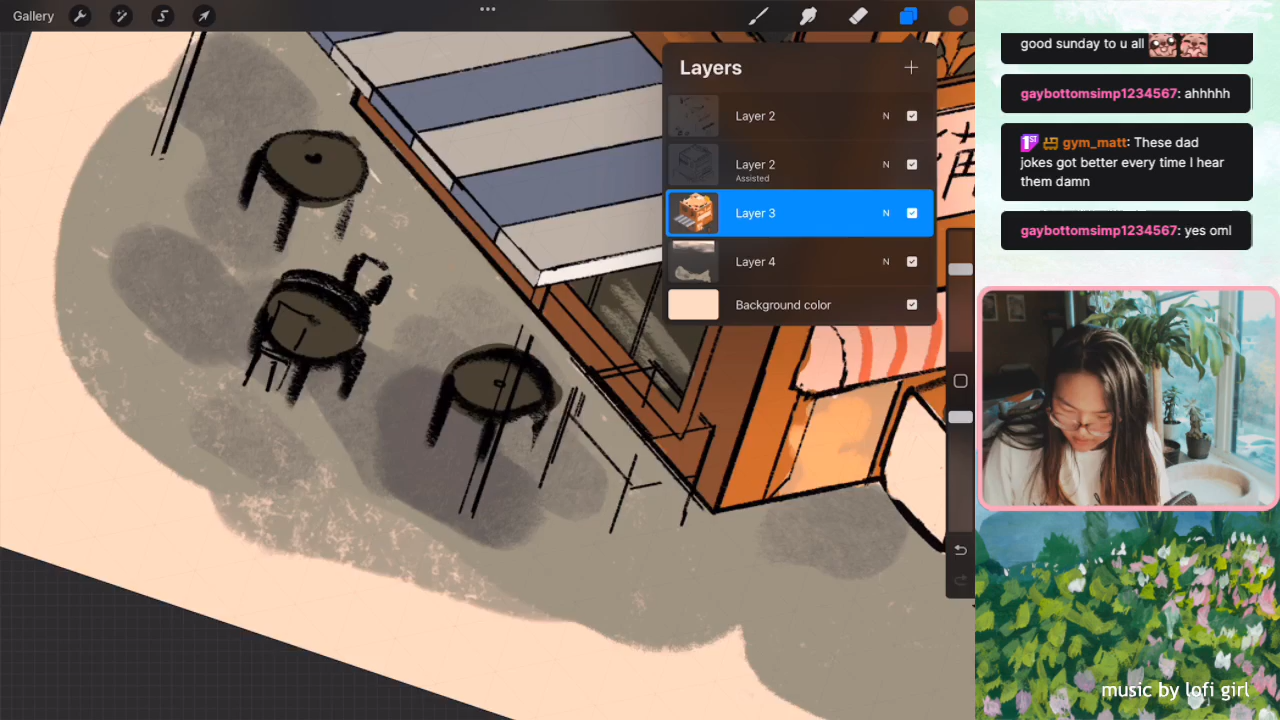 Gallery
Layers
Layer 2
N
Layer 2
Assisted
N
Layer 3
N
Layer 4
N
Background color
good sunday to u all
gaybottomsimp1234567: ahhhhh
1ST gym_matt: These dad
jokes got better every time I hear
them damn
gaybottomsimp1234567: yes oml
music by lofi girl